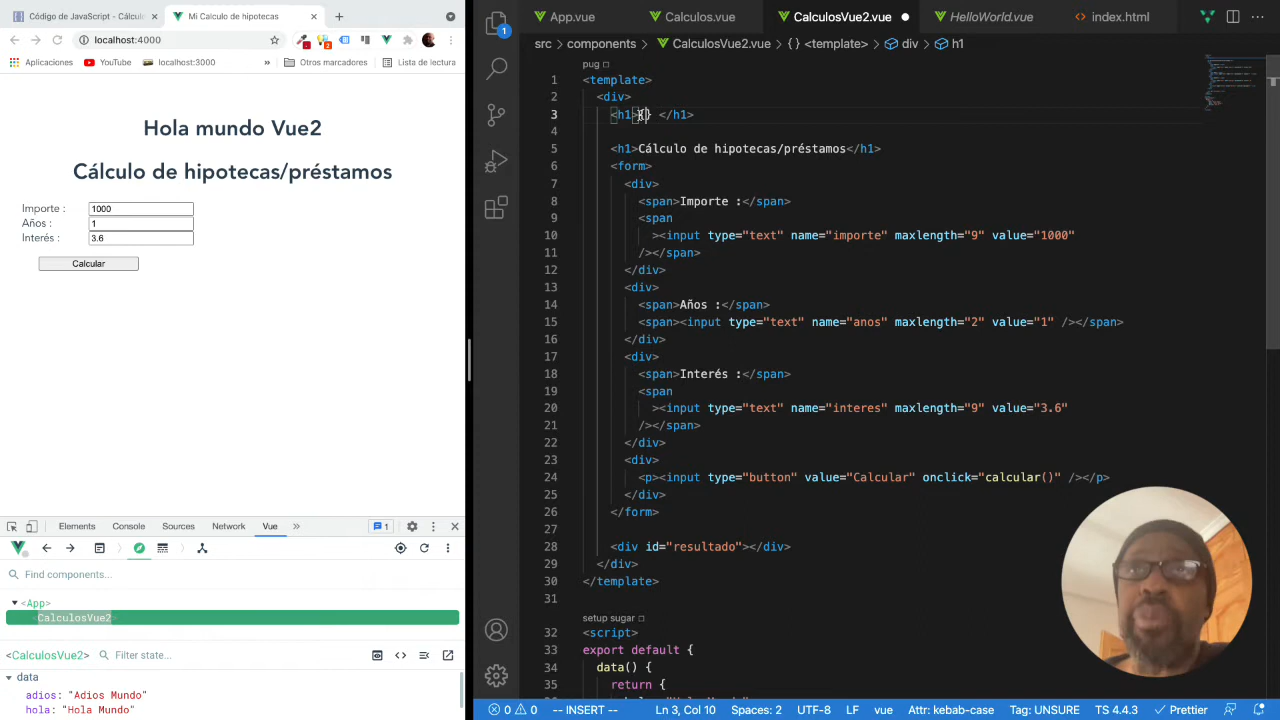 Código de JavaScript - Cálculo
Mi Calculo de hipotecas
localhost:4000
Aplicaciones
YouTube
localhost:3000
»
Otros marcadores
Lista de lectura
Hola mundo Vue2
Cálculo de hipotecas/préstamos
Importe :
1000
Años :
1
Interés :
3.6
Calcular
Elements
Console
Sources
Network
Vue
»
1
Find components...
<App>
<CalculosVue2>
<CalculosVue2>
Filter state...
data
adios: "Adios Mundo"
hola: "Hola Mundo"
1
App.vue
Calculos.vue
CalculosVue2.vue
HelloWorld.vue
index.html
src > components > CalculosVue2.vue > {} <template> > div > h1
pug
1 <template>
2 <div>
3 <h1>{} </h1>
4
5 <h1>Cálculo de hipotecas/préstamos</h1>
6 <form>
7 <div>
8 <span>Importe :</span>
9 <span
10 ><input type="text" name="importe" maxlength="9" value="1000"
11 /></span>
12 </div>
13 <div>
14 <span>Años :</span>
15 <span><input type="text" name="anos" maxlength="2" value="1" /></span>
16 </div>
17 <div>
18 <span>Interés :</span>
19 <span
20 ><input type="text" name="interes" maxlength="9" value="3.6"
21 /></span>
22 </div>
23 <div>
24 <p><input type="button" value="Calcular" onclick="calcular()" /></p>
25 </div>
26 </form>
27
28 <div id="resultado"></div>
29 </div>
30 </template>
31
setup sugar
32 <script>
33 export default {
34 data() {
35 return {
0 0 -- INSERT -- Ln 3, Col 10 Spaces: 2 UTF-8 LF vue Attr: kebab-case Tag: UNSURE TS 4.4.3 Prettier